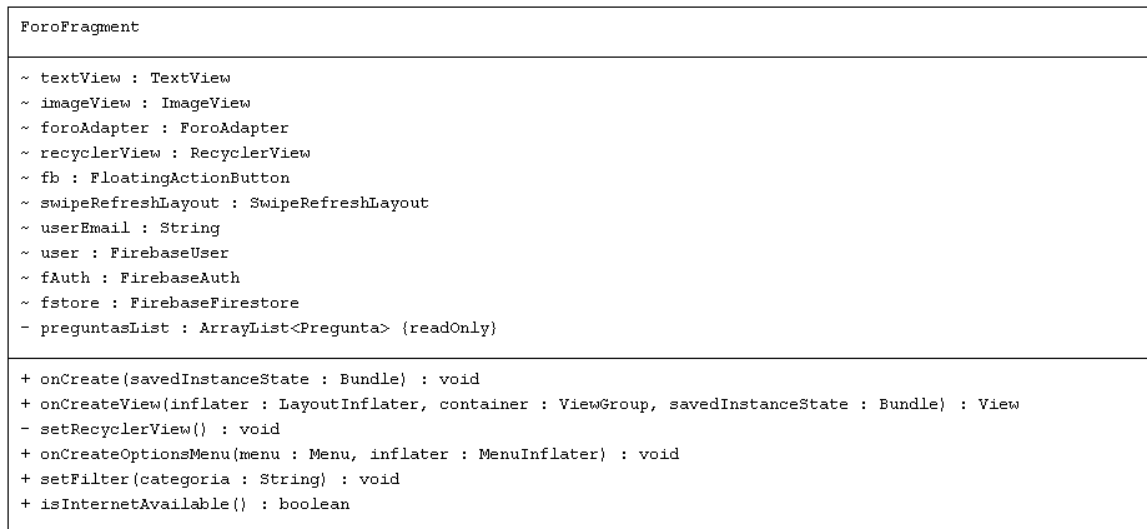 ForoFragment
~ textView : TextView
~ imageView : ImageView
~ foroAdapter : ForoAdapter
~ recyclerView : RecyclerView
~ fb : FloatingActionButton
~ swipeRefreshLayout : SwipeRefreshLayout
~ userEmail : String
~ user : FirebaseUser
~ fAuth : FirebaseAuth
~ fstore : FirebaseFirestore
- preguntasList : ArrayList<Pregunta> {readOnly}
+ onCreate(savedInstanceState : Bundle) : void
+ onCreateView(inflater : LayoutInflater, container : ViewGroup, savedInstanceState : Bundle) : View
- setRecyclerView() : void
+ onCreateOptionsMenu(menu : Menu, inflater : MenuInflater) : void
+ setFilter(categoria : String) : void
+ isInternetAvailable() : boolean